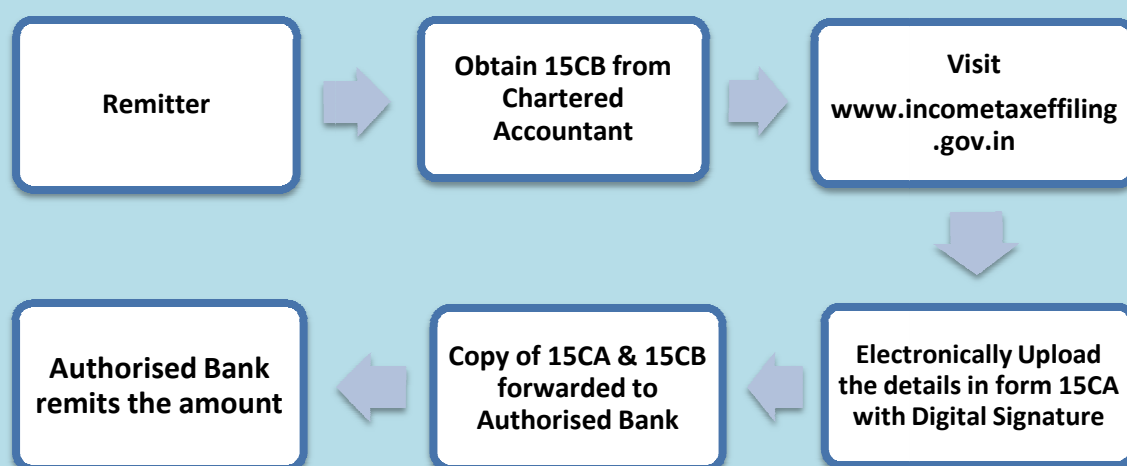 Remitter
Obtain 15CB from
Chartered
Accountant
Visit
www.incometaxeffiling
.gov.in
Electronically Upload
the details in form 15CA
with Digital Signature
Copy of 15CA & 15CB
forwarded to
Authorised Bank
Authorised Bank
remits the amount